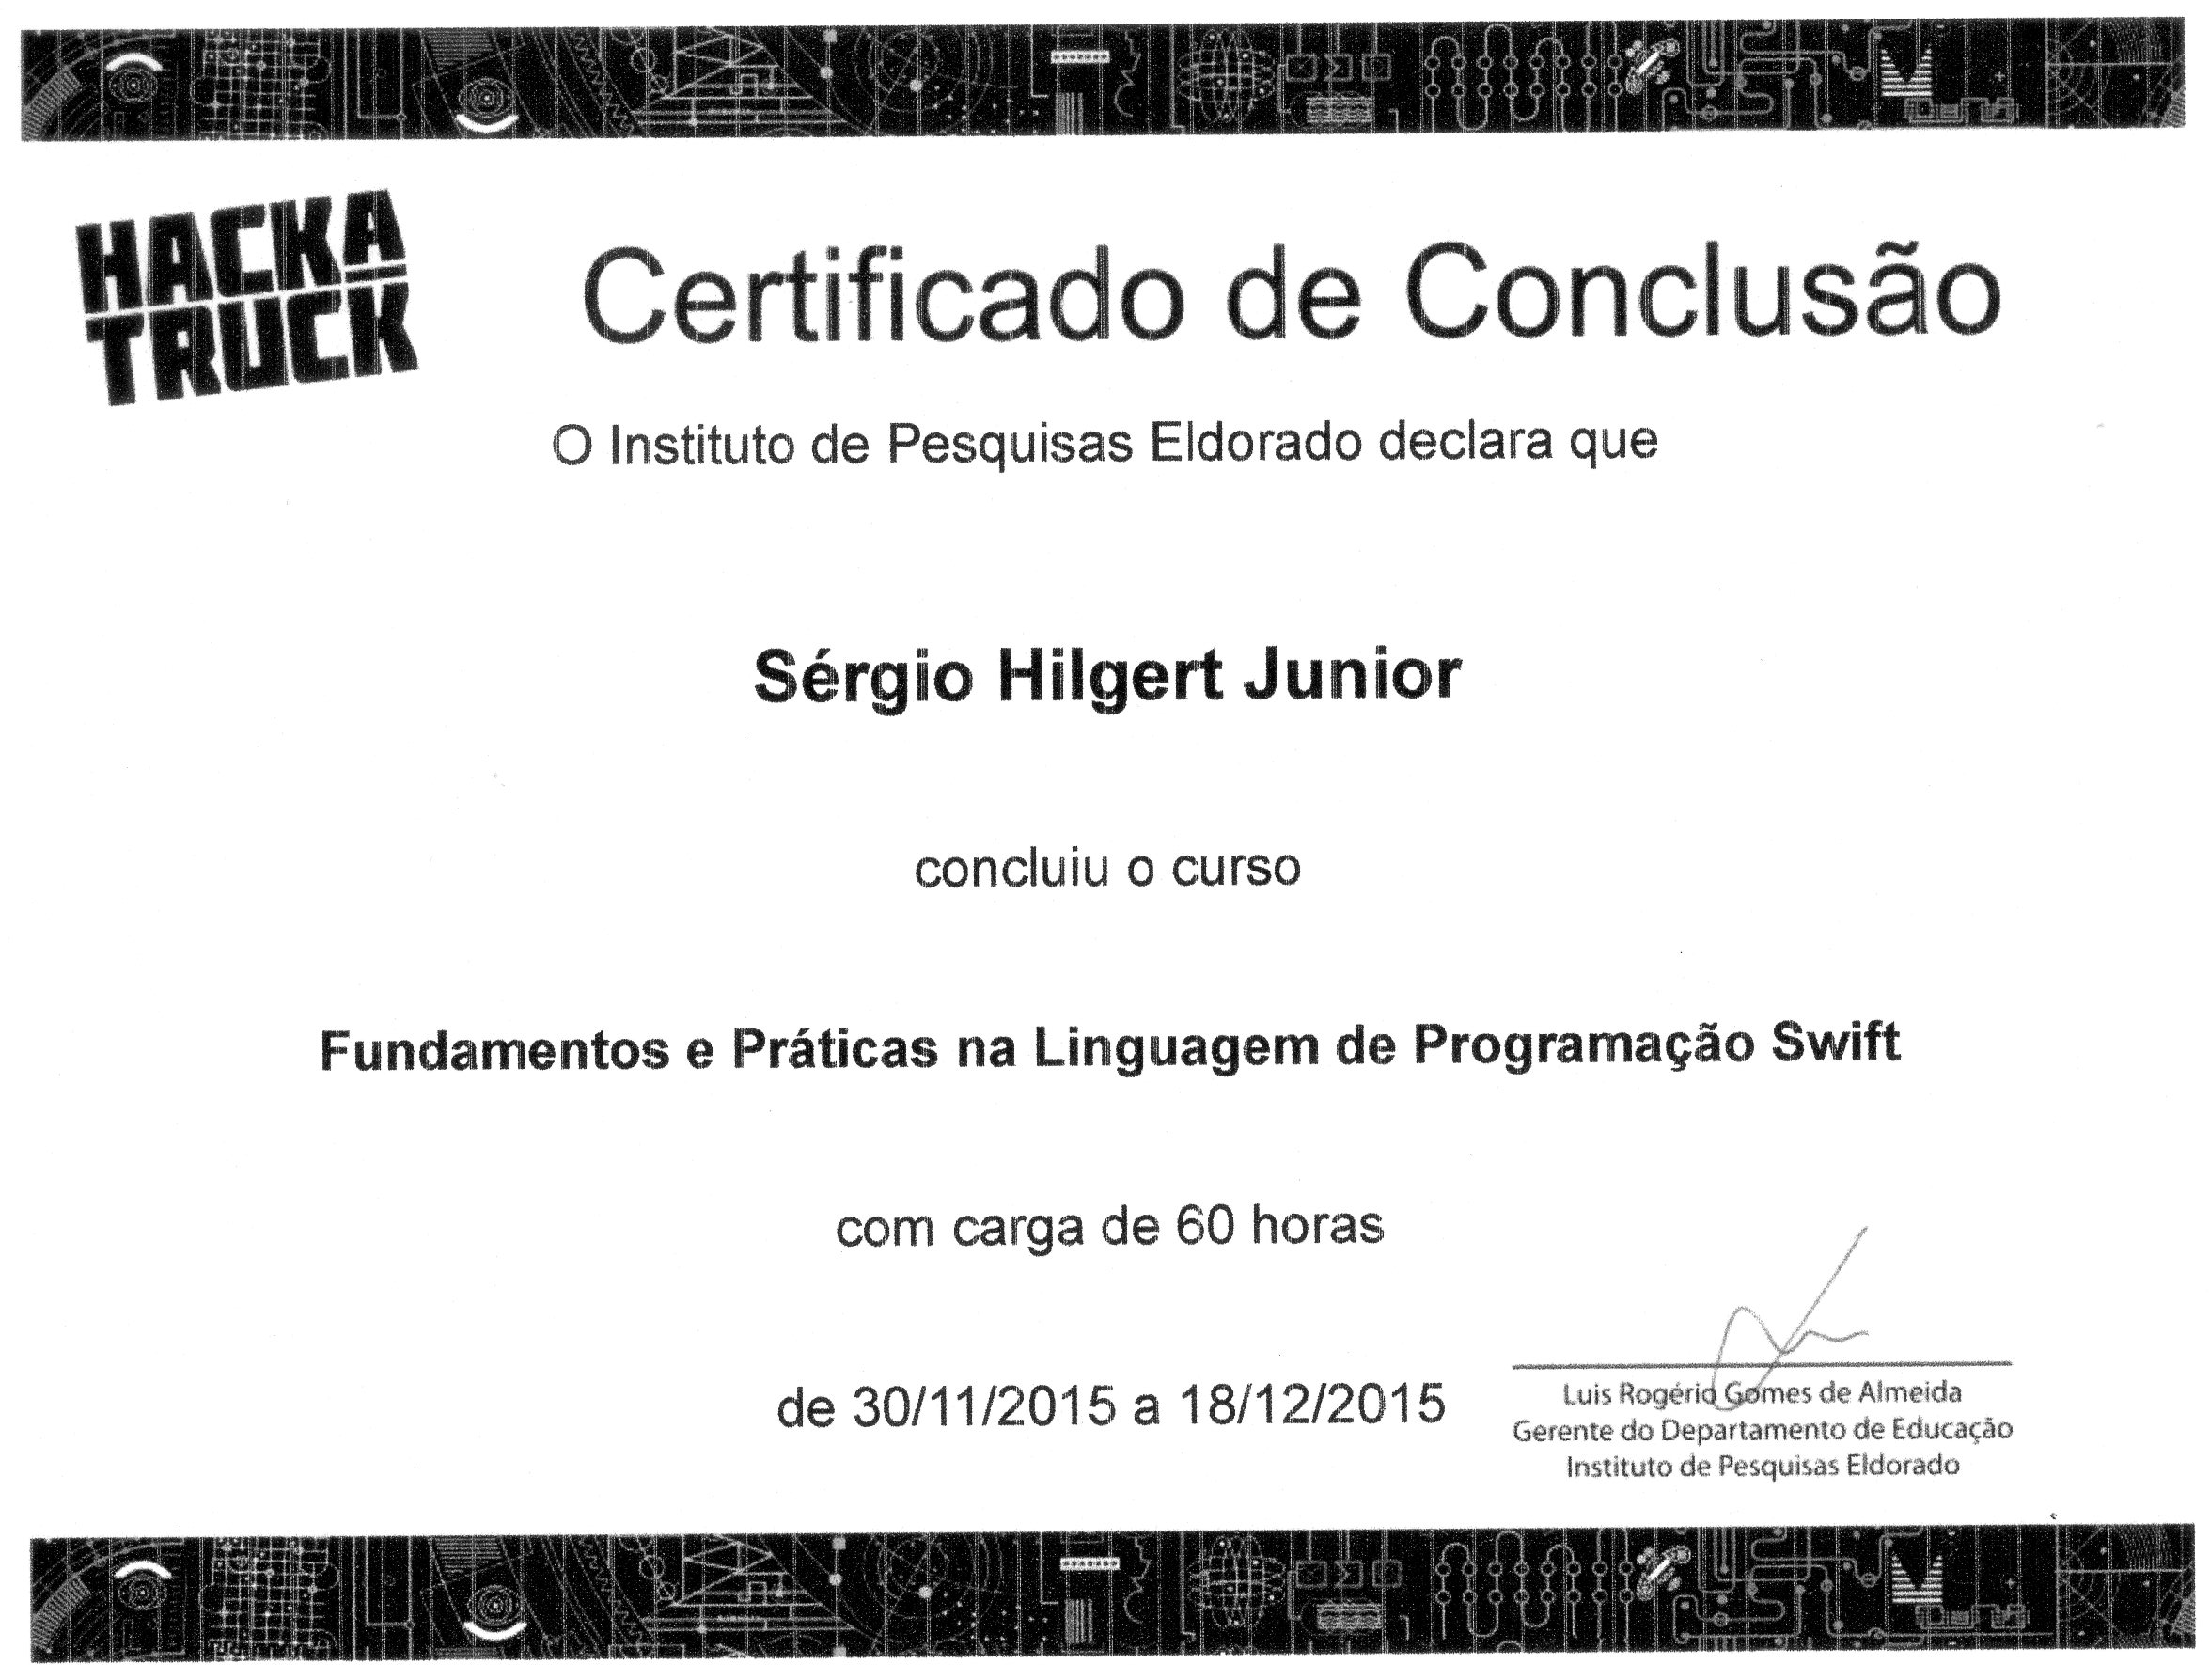 HACKA
TRUCK
Certificado de Conclusão
O Instituto de Pesquisas Eldorado declara que
Sérgio Hilgert Junior
concluiu o curso
Fundamentos e Práticas na Linguagem de Programação Swift
com carga de 60 horas
de 30/11/2015 a 18/12/2015
Luis Rogério Gomes de Almeida
Gerente do Departamento de Educação
Instituto de Pesquisas Eldorado